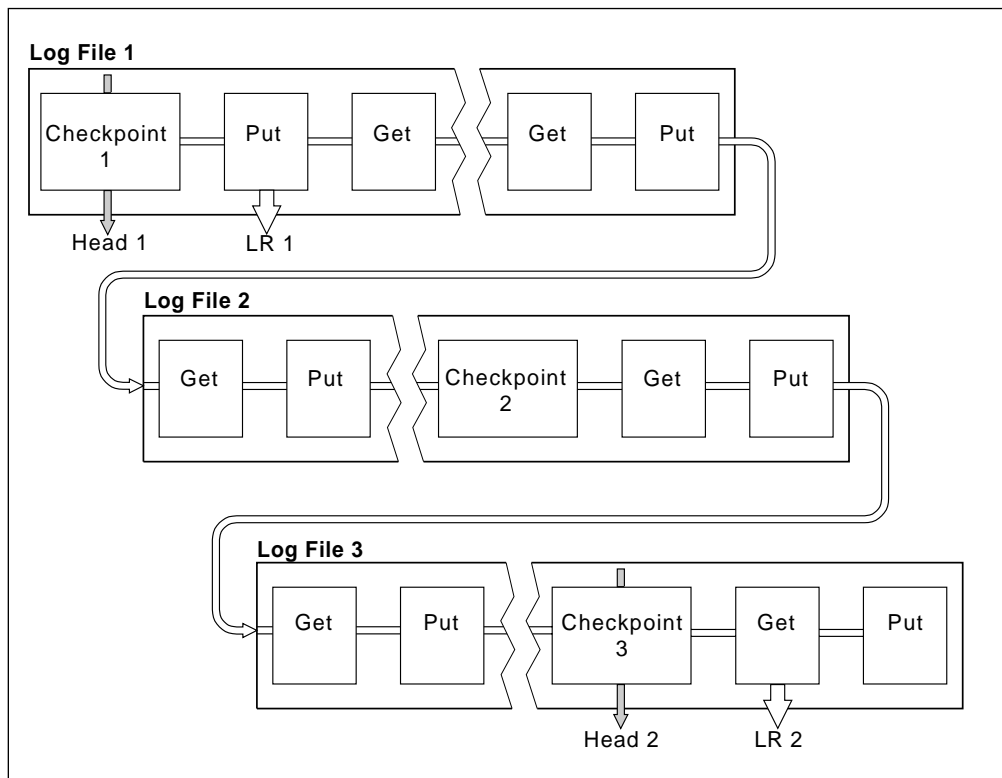 Log File 1
Checkpoint
1
Put
Get
Get
Put
Head 1
LR 1
Log File 2
Get
Put
Checkpoint
2
Get
Put
Log File 3
Get
Put
Checkpoint
3
Get
Put
Head 2
LR 2